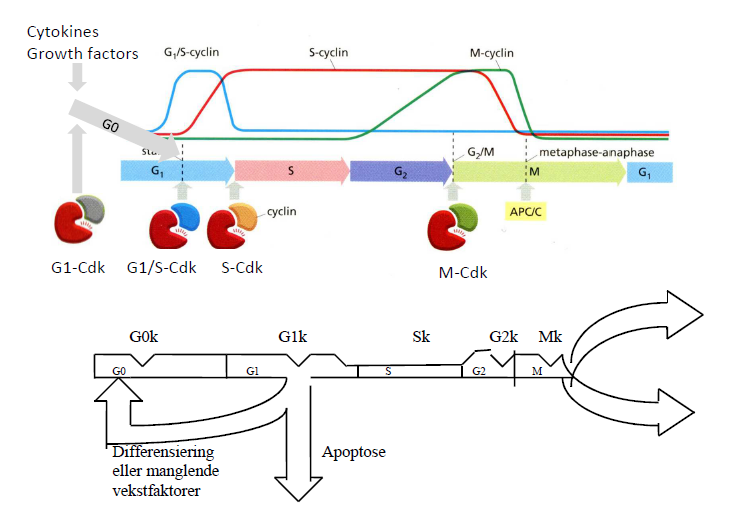 Cytokines
Growth factors
G₁/S-cyclin
S-cyclin
M-cyclin
G0
G₂/M
metaphase-anaphase
G₁
S
G₂
M
G₁
cyclin
APC/C
G1-Cdk
G1/S-Cdk
S-Cdk
M-Cdk
G0k
G1k
Sk
G2k
Mk
G0
G1
S
G2
M
Differensiering
eller manglende
vekstfaktorer
Apoptose